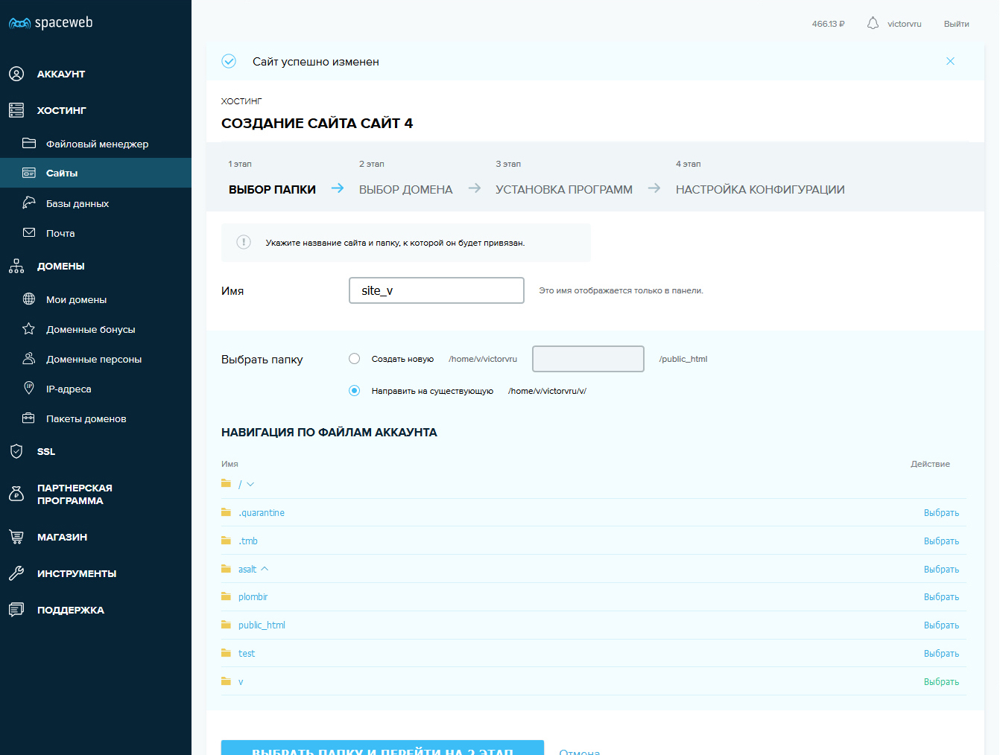 spaceweb
466.13 ₽
victorvru
Выйти
АККАУНТ
ХОСТИНГ
Файловый менеджер
Сайты
Базы данных
Почта
ДОМЕНЫ
Мои домены
Доменные бонусы
Доменные персоны
IP
IP-адреса
Пакеты доменов
SSL
ПАРТНЕРСКАЯ
ПРОГРАММА
МАГАЗИН
ИНСТРУМЕНТЫ
ПОДДЕРЖКА
Сайт успешно изменен
ХОСТИНГ
СОЗДАНИЕ САЙТА САЙТ 4
1 этап
ВЫБОР ПАПКИ
2 этап
ВЫБОР ДОМЕНА
3 этап
УСТАНОВКА ПРОГРАММ
4 этап
НАСТРОЙКА КОНФИГУРАЦИИ
Укажите название сайта и папку, к которой он будет привязан.
Имя
site_v
Это имя отображается только в панели.
Выбрать папку
Создать новую /home/v/victorvru /public_html
Направить на существующую /home/v/victorvru/v/
НАВИГАЦИЯ ПО ФАЙЛАМ АККАУНТА
Имя Действие
/
.quarantine Выбрать
.tmb Выбрать
asalt Выбрать
plombir Выбрать
public_html Выбрать
test Выбрать
v Выбрать
ВЫБРАТЬ ПАПКУ И ПЕРЕЙТИ НА 2 ЭТАП
Отмена